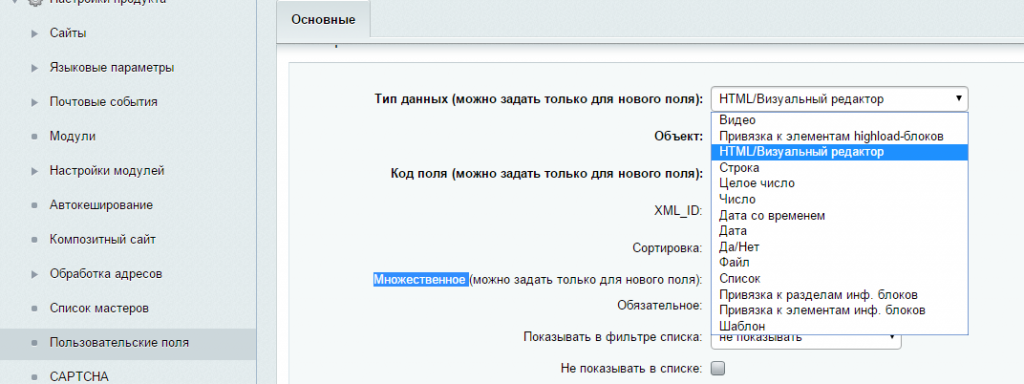 Настройки продукта
Сайты
Языковые параметры
Почтовые события
Модули
Настройки модулей
Автокеширование
Композитный сайт
Обработка адресов
Список мастеров
Пользовательские поля
CAPTCHA
Основные
Тип данных (можно задать только для нового поля): HTML/Визуальный редактор
Видео
Объект: Привязка к элементам highload-блоков
HTML/Визуальный редактор
Код поля (можно задать только для нового поля): Строка
Целое число
Число
XML_ID: Дата со временем
Дата
Сортировка: Да/Нет
Файл
Множественное (можно задать только для нового поля): Список
Привязка к разделам инф. блоков
Обязательное: Привязка к элементам инф. блоков
Шаблон
Показывать в фильтре списка: не показывать
Не показывать в списке: